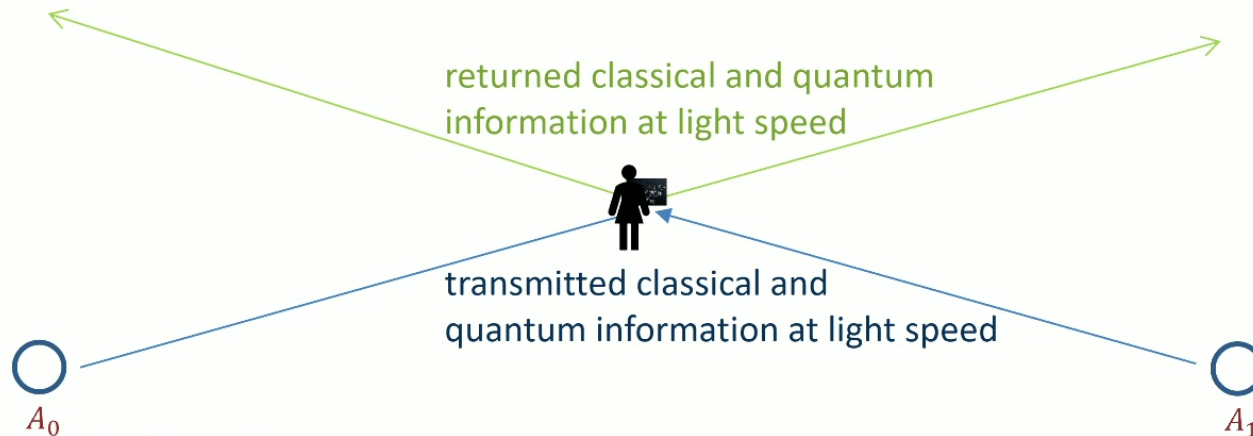 returned classical and quantum
information at light speed
transmitted classical and
quantum information at light speed
A₀
A₁